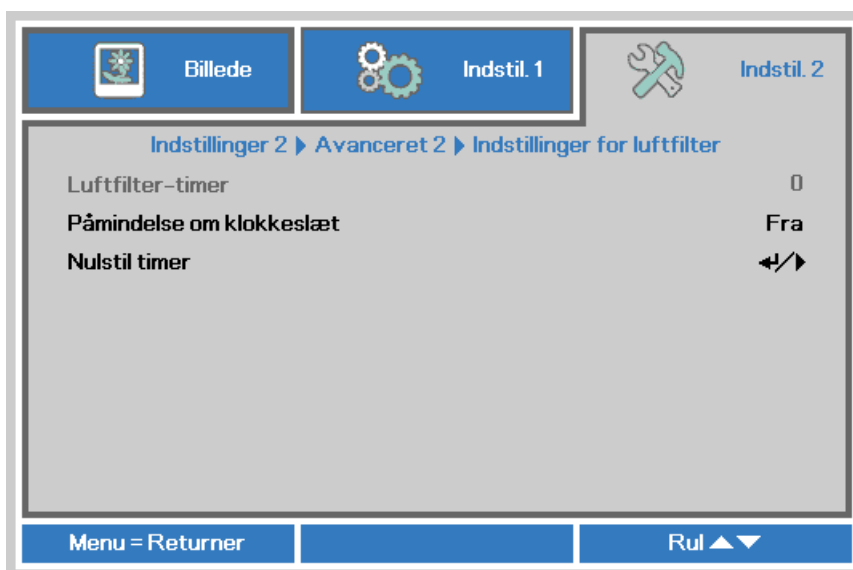 Billede
Indstil. 1
Indstil. 2
Indstillinger 2 ▶ Avanceret 2 ▶ Indstillinger for luftfilter
Luftfilter-timer 0
Påmindelse om klokkeslæt Fra
Nulstil timer ↵/▶
Menu = Returner
Rul ▲▼